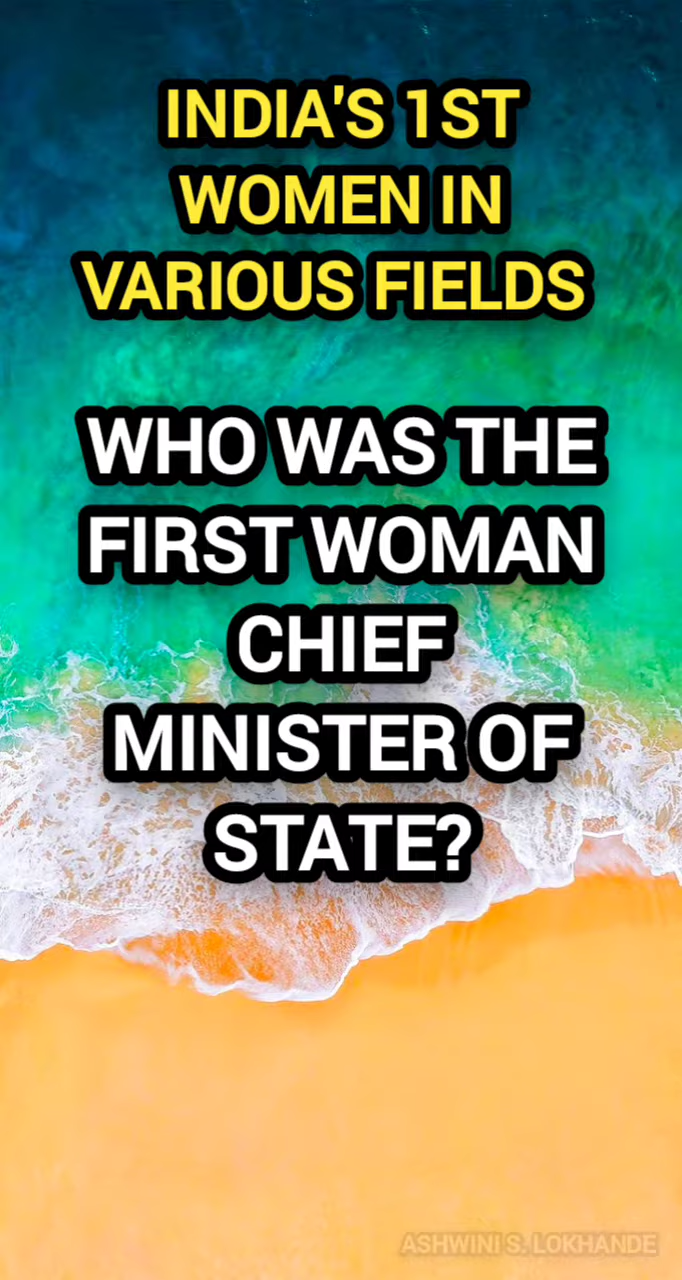 INDIA'S 1ST
WOMEN IN
VARIOUS FIELDS
WHO WAS THE
FIRST WOMAN
CHIEF
MINISTER OF
STATE?
ASHWINI S. LOKHANDE